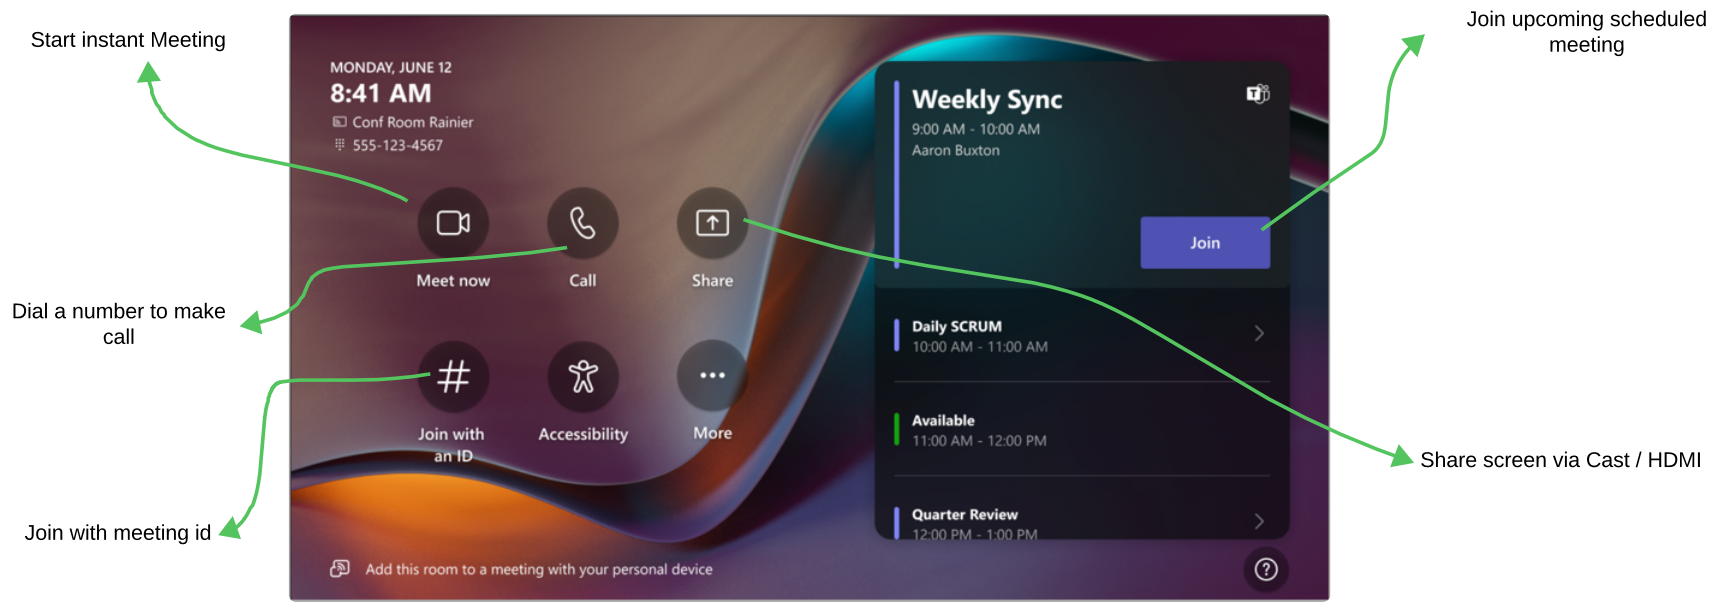 Start instant Meeting
Join upcoming scheduled
meeting
MONDAY, JUNE 12
8:41 AM
Conf Room Rainier
555-123-4567
Weekly Sync
9:00 AM - 10:00 AM
Aaron Buxton
Join
Meet now
Call
Share
Dial a number to make
call
Daily SCRUM
10:00 AM - 11:00 AM
Join with
an ID
Accessibility
More
Available
11:00 AM - 12:00 PM
Share screen via Cast / HDMI
Join with meeting id
Quarter Review
12:00 PM - 1:00 PM
Add this room to a meeting with your personal device